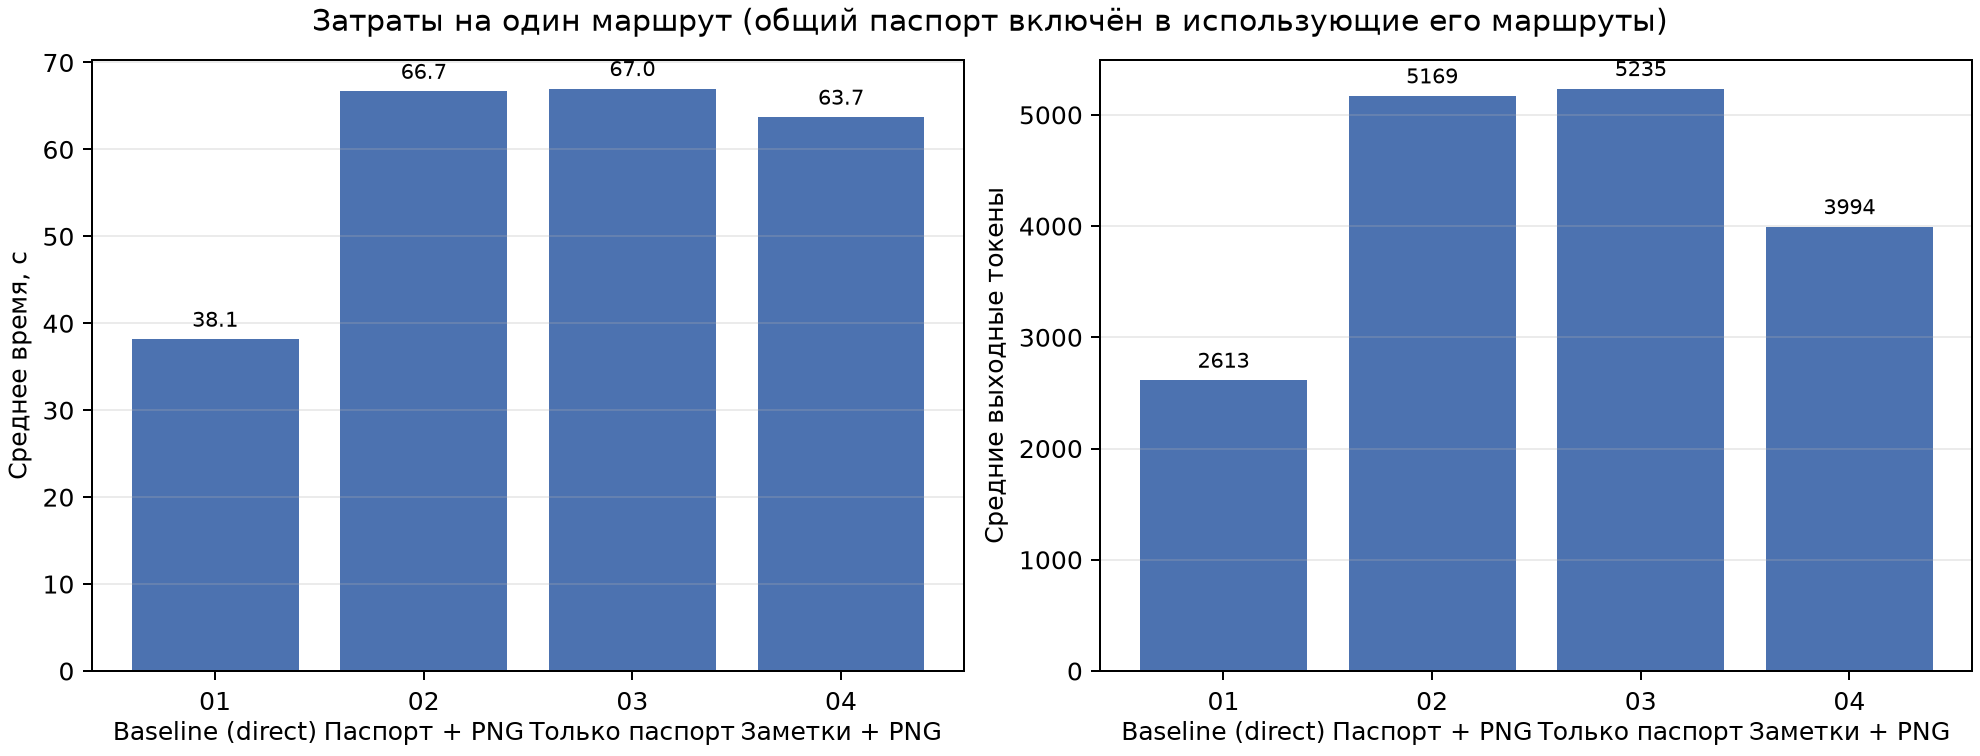 Затраты на один маршрут (общий паспорт включён в использующие его маршруты)
Среднее время, с
70
60
50
40
30
20
10
0
38.1
66.7
67.0
63.7
01
02
03
04
Baseline (direct)
Паспорт + PNG
Только паспорт
Заметки + PNG
Средние выходные токены
5000
4000
3000
2000
1000
0
2613
5169
5235
3994
01
02
03
04
Baseline (direct)
Паспорт + PNG
Только паспорт
Заметки + PNG